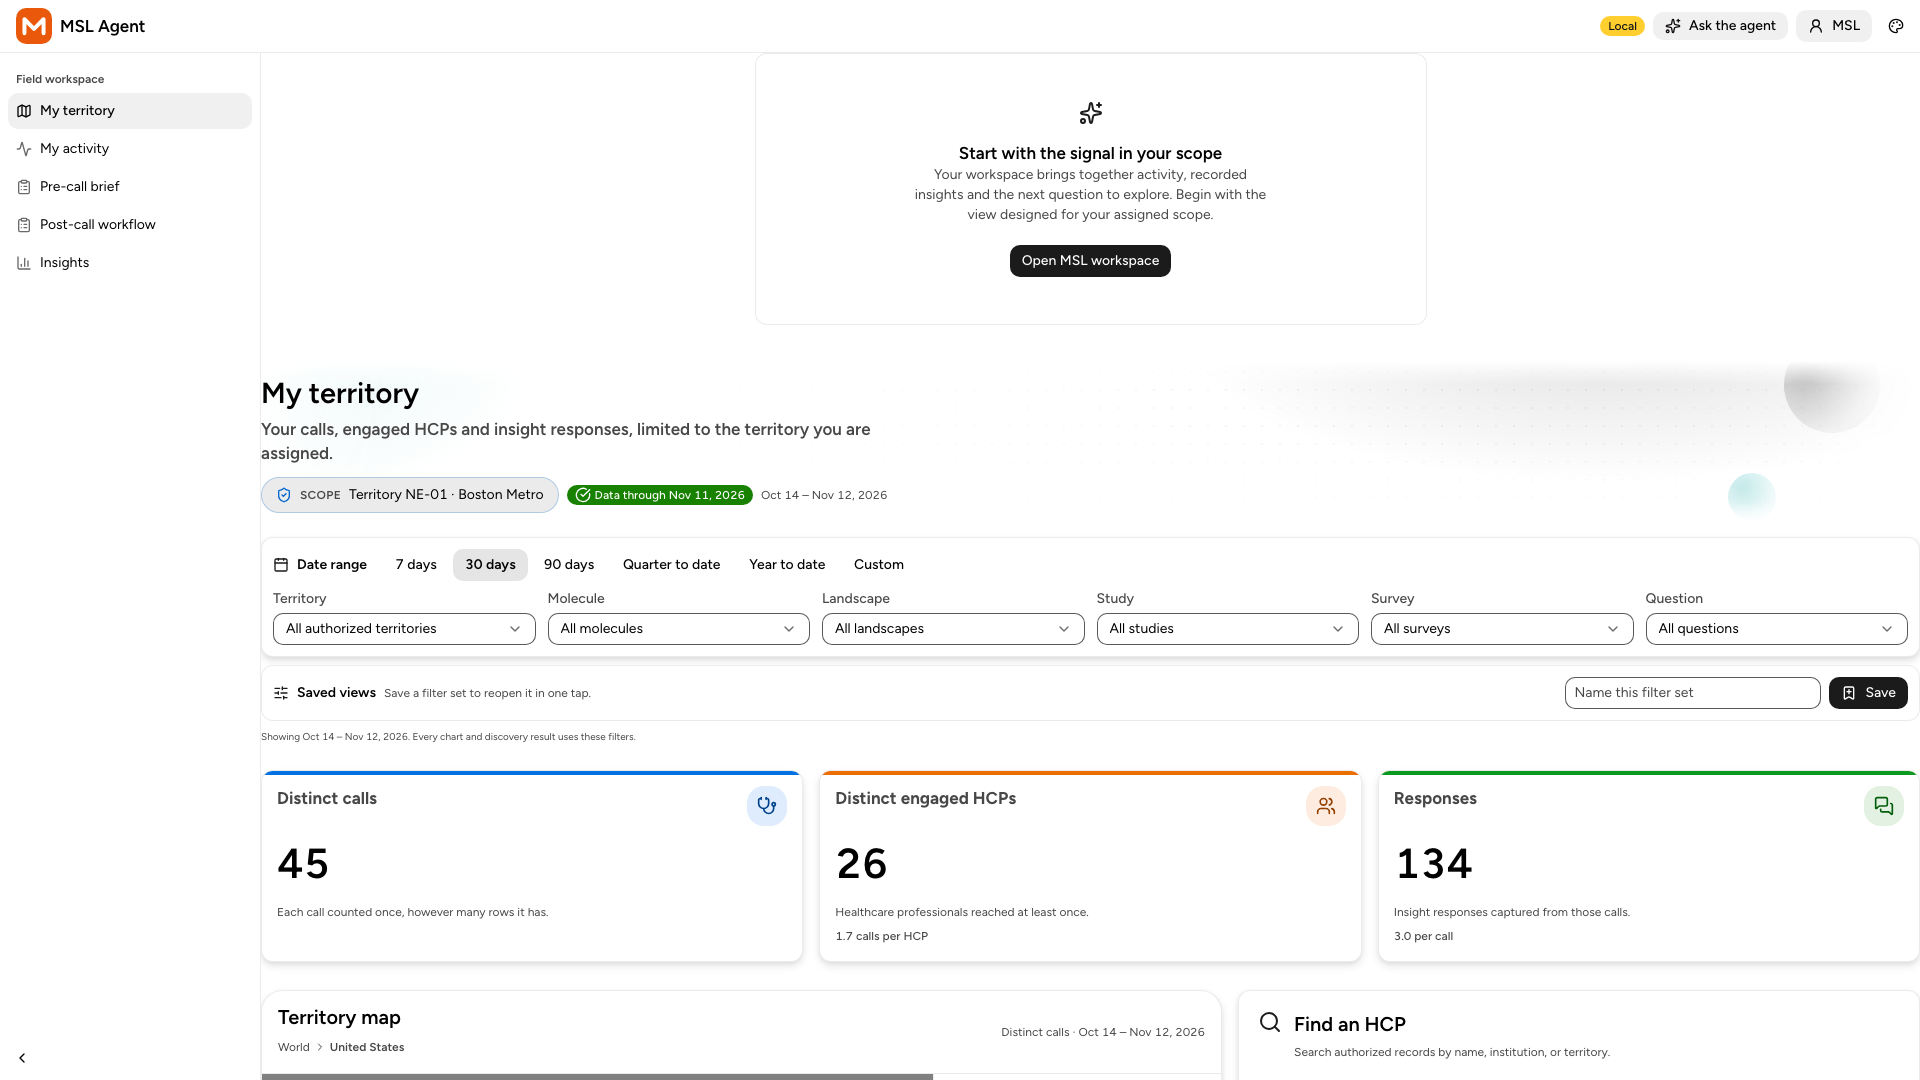 MSL Agent
Local
Ask the agent
MSL
Field workspace
My territory
My activity
Pre-call brief
Post-call workflow
Insights
Start with the signal in your scope
Your workspace brings together activity, recorded
insights and the next question to explore. Begin with the
view designed for your assigned scope.
Open MSL workspace
My territory
Your calls, engaged HCPs and insight responses, limited to the territory you are
assigned.
SCOPE Territory NE-01 · Boston Metro
Data through Nov 11, 2026
Oct 14 – Nov 12, 2026
Date range
7 days
30 days
90 days
Quarter to date
Year to date
Custom
Territory
All authorized territories
Molecule
All molecules
Landscape
All landscapes
Study
All studies
Survey
All surveys
Question
All questions
Saved views
Save a filter set to reopen it in one tap.
Name this filter set
Save
Showing Oct 14 – Nov 12, 2026. Every chart and discovery result uses these filters.
Distinct calls
45
Each call counted once, however many rows it has.
Distinct engaged HCPs
26
Healthcare professionals reached at least once.
1.7 calls per HCP
Responses
134
Insight responses captured from those calls.
3.0 per call
Territory map
World
United States
Distinct calls · Oct 14 – Nov 12, 2026
Find an HCP
Search authorized records by name, institution, or territory.